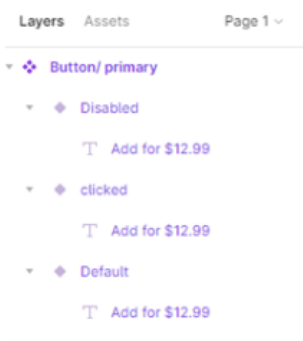 Layers Assets Page 1
Button/ primary
Disabled
Add for $12.99
clicked
Add for $12.99
Default
Add for $12.99